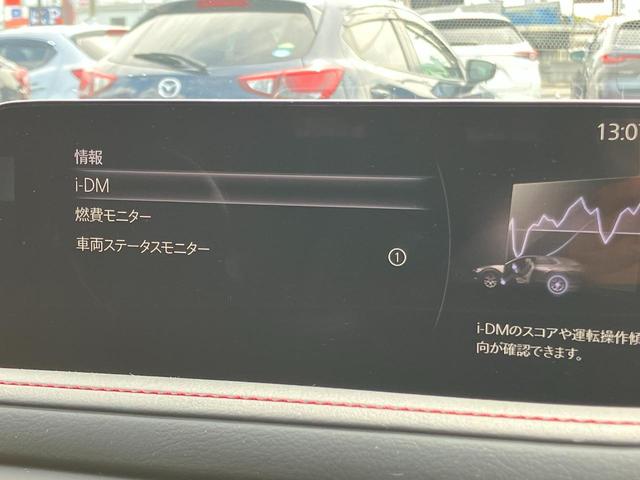 13:07
情報
i-DM
燃費モニター
車両ステータスモニター
1
i-DMのスコアや運転操作傾
向が確認できます。